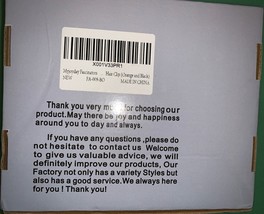 X001V33PR1
Hair Clip (Orange and Black)
NEW
MADE IN CHINA
Thank you very for choosing our
product.May there be joy and happiness
around you to day and always.
If you have any questions ,please do
not hesitate to contact us Welcome
to give us valuable advice, we will
definitely improve our products, Our
Factory not only has a variety Styles but
also has a good service.We always here
for you ! Thank you!